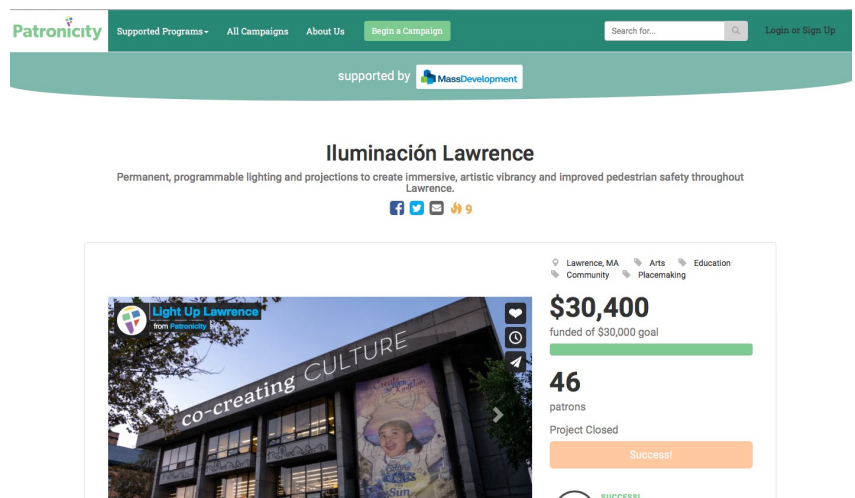 Patronicity
Supported Programs
All Campaigns
About Us
Begin a Campaign
Search for...
Login or Sign Up
supported by MassDevelopment
Iluminación Lawrence
Permanent, programmable lighting and projections to create immersive, artistic vibrancy and improved pedestrian safety throughout
Lawrence.
9
Lawrence, MA Arts Education
Community Placemaking
Light Up Lawrence
from Patronicity
co-creating CULTURE
$30,400
funded of $30,000 goal
46
patrons
Project Closed
Success!
SUCCESS!